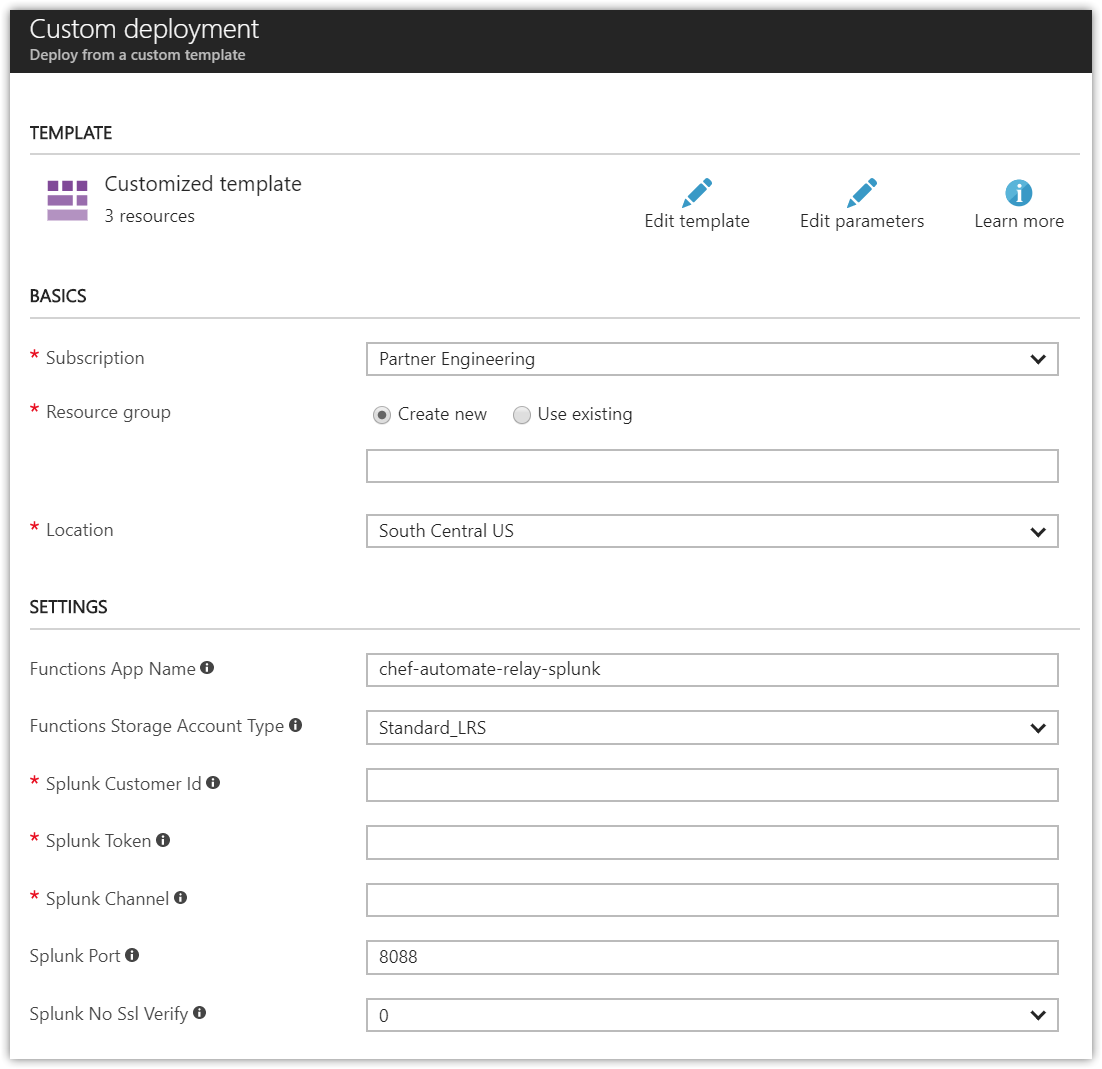 Custom deployment
Deploy from a custom template
TEMPLATE
Customized template
3 resources
Edit template
Edit parameters
Learn more
BASICS
* Subscription
Partner Engineering
* Resource group
Create new
Use existing
* Location
South Central US
SETTINGS
Functions App Name
chef-automate-relay-splunk
Functions Storage Account Type
Standard_LRS
* Splunk Customer Id
* Splunk Token
* Splunk Channel
Splunk Port
8088
Splunk No Ssl Verify
0